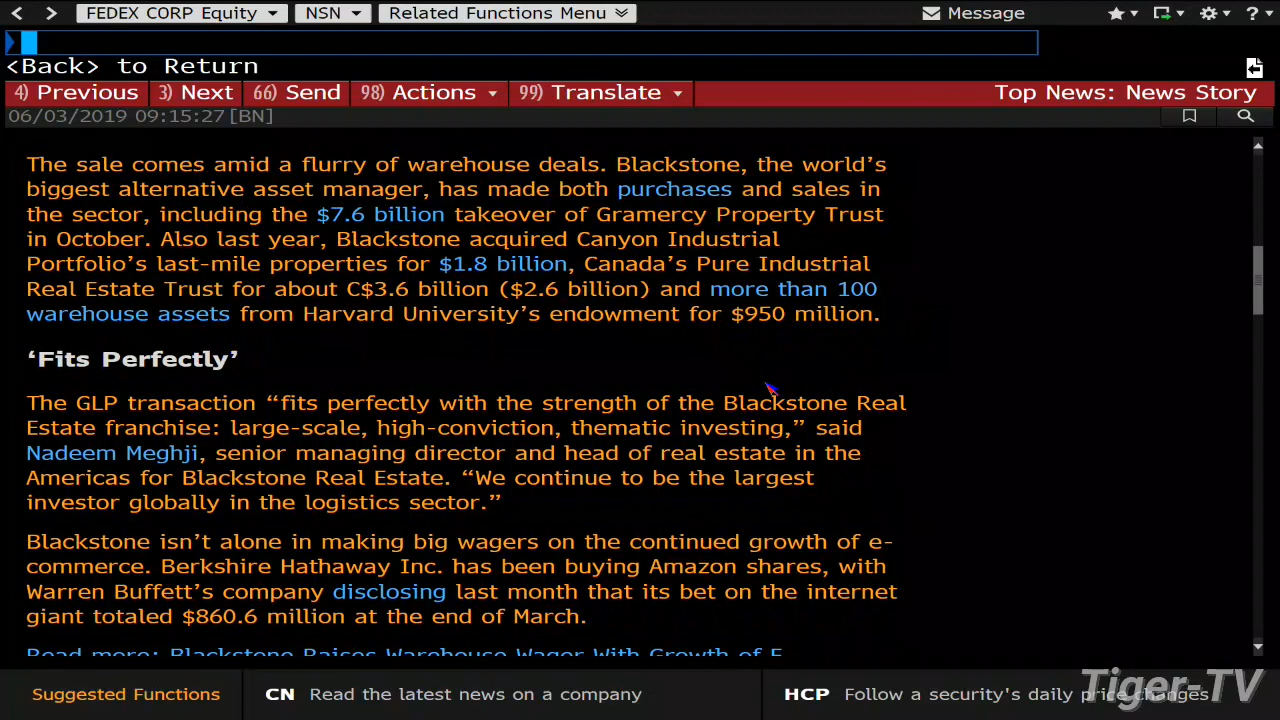 FEDEX CORP Equity NSN Related Functions Menu Message
<Back> to Return
4) Previous 3) Next 66) Send 98) Actions 99) Translate Top News: News Story
06/03/2019 09:15:27 [BN]
The sale comes amid a flurry of warehouse deals. Blackstone, the world’s
biggest alternative asset manager, has made both purchases and sales in
the sector, including the $7.6 billion takeover of Gramercy Property Trust
in October. Also last year, Blackstone acquired Canyon Industrial
Portfolio’s last-mile properties for $1.8 billion, Canada’s Pure Industrial
Real Estate Trust for about C$3.6 billion ($2.6 billion) and more than 100
warehouse assets from Harvard University’s endowment for $950 million.
‘Fits Perfectly’
The GLP transaction “fits perfectly with the strength of the Blackstone Real
Estate franchise: large-scale, high-conviction, thematic investing,” said
Nadeem Meghji, senior managing director and head of real estate in the
Americas for Blackstone Real Estate. “We continue to be the largest
investor globally in the logistics sector.”
Blackstone isn’t alone in making big wagers on the continued growth of e-
commerce. Berkshire Hathaway Inc. has been buying Amazon shares, with
Warren Buffett’s company disclosing last month that its bet on the internet
giant totaled $860.6 million at the end of March.
Read more: Blackstone Raises Warehouse Wager With Growth of E
Suggested Functions CN Read the latest news on a company HCP Follow a security's daily price changes
Tiger-TV